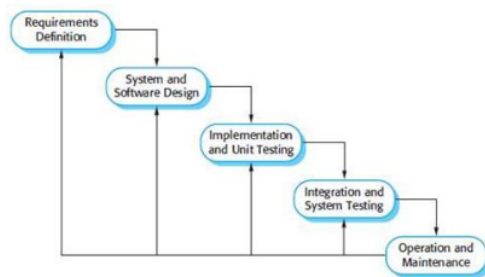 Requirements
Definition
System and
Software Design
Implementation
and Unit Testing
Integration and
System Testing
Operation and
Maintenance